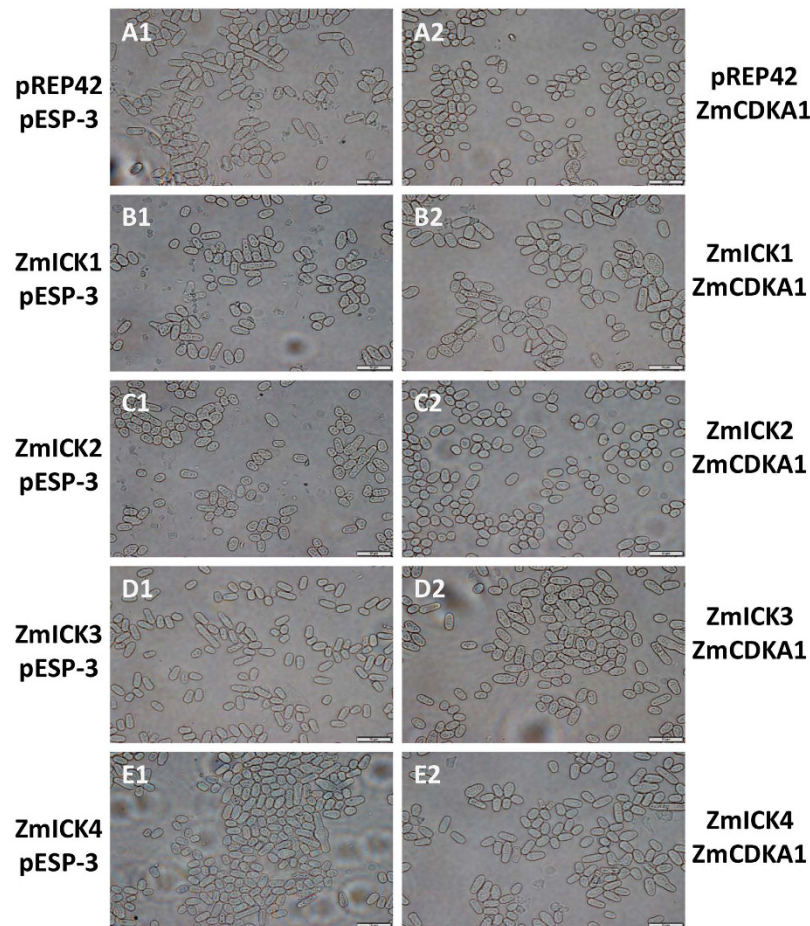 A1
A2
pREP42
pESP-3
pREP42
ZmCDKA1
B1
B2
ZmICK1
pESP-3
ZmICK1
ZmCDKA1
C1
C2
ZmICK2
pESP-3
ZmICK2
ZmCDKA1
D1
D2
ZmICK3
pESP-3
ZmICK3
ZmCDKA1
E1
E2
ZmICK4
pESP-3
ZmICK4
ZmCDKA1